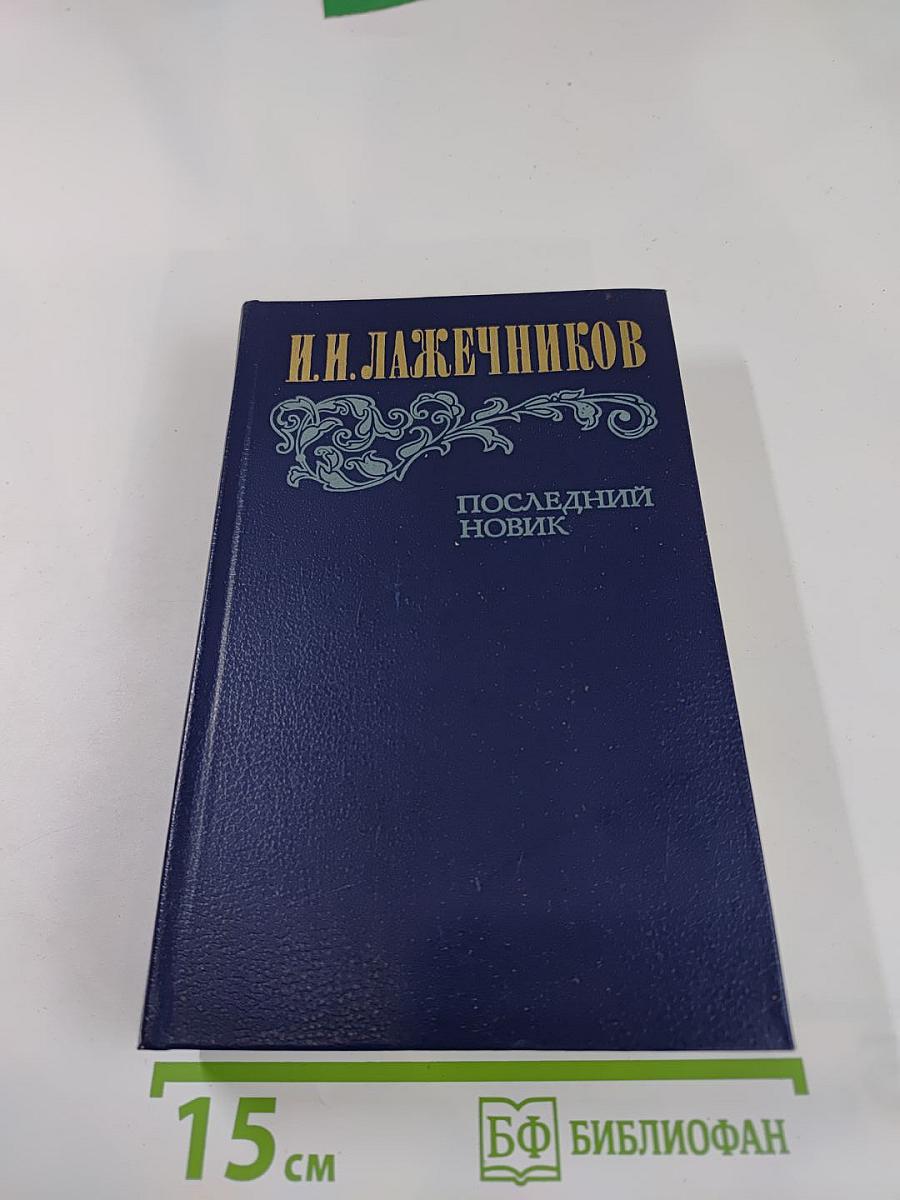 И.И.ЛАЖЕЧНИКОВ
ПОСЛЕДНИЙ
НОВИК
15 см
БФ БИБЛИОФАН